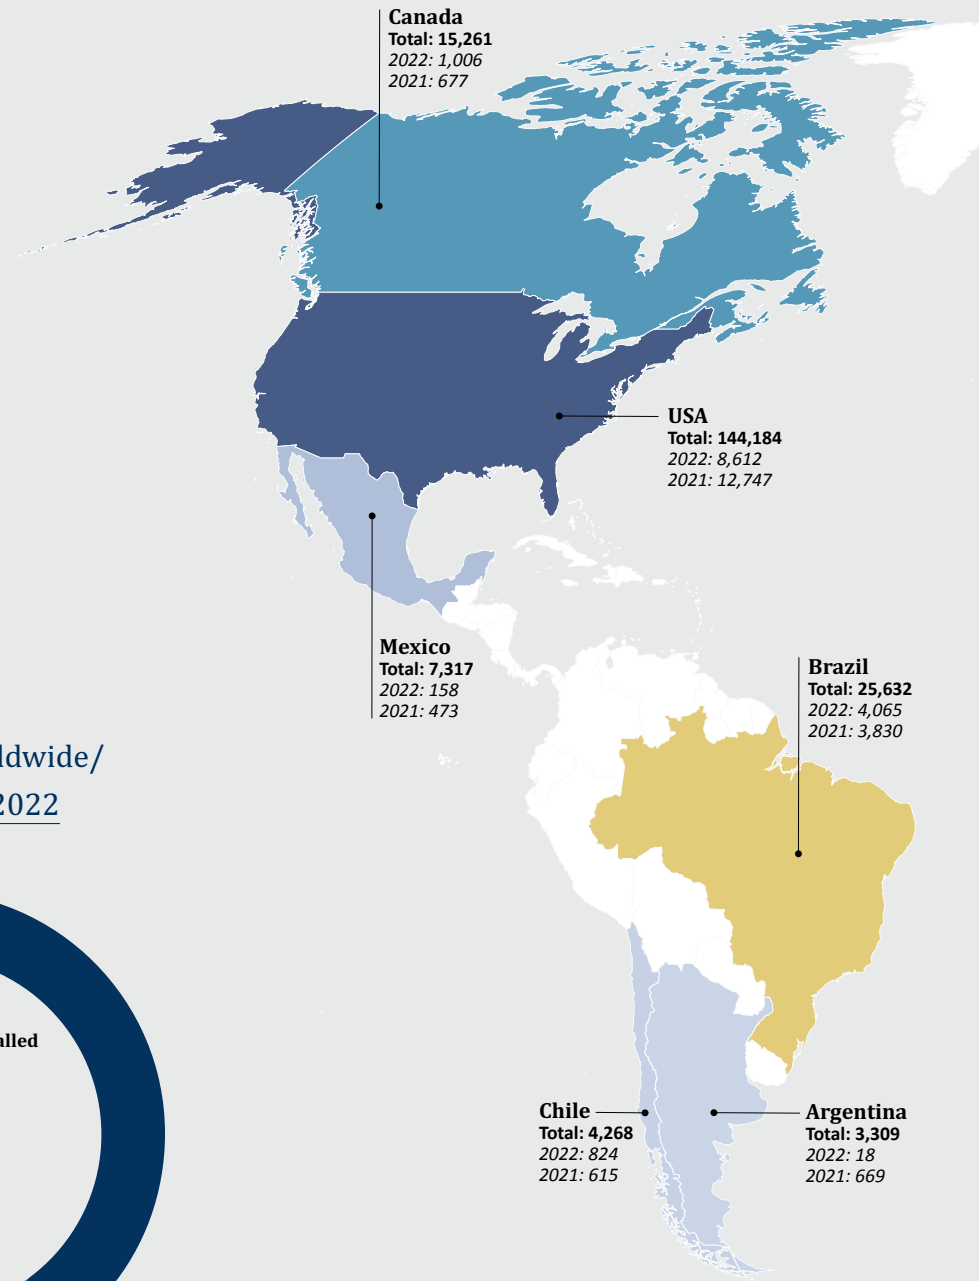 Canada
Total: 15,261
2022: 1,006
2021: 677
USA
Total: 144,184
2022: 8,612
2021: 12,747
Mexico
Total: 7,317
2022: 158
2021: 473
Brazil
Total: 25,632
2022: 4,065
2021: 3,830
ldwide/
2022
alled
Chile
Total: 4,268
2022: 824
2021: 615
Argentina
Total: 3,309
2022: 18
2021: 669